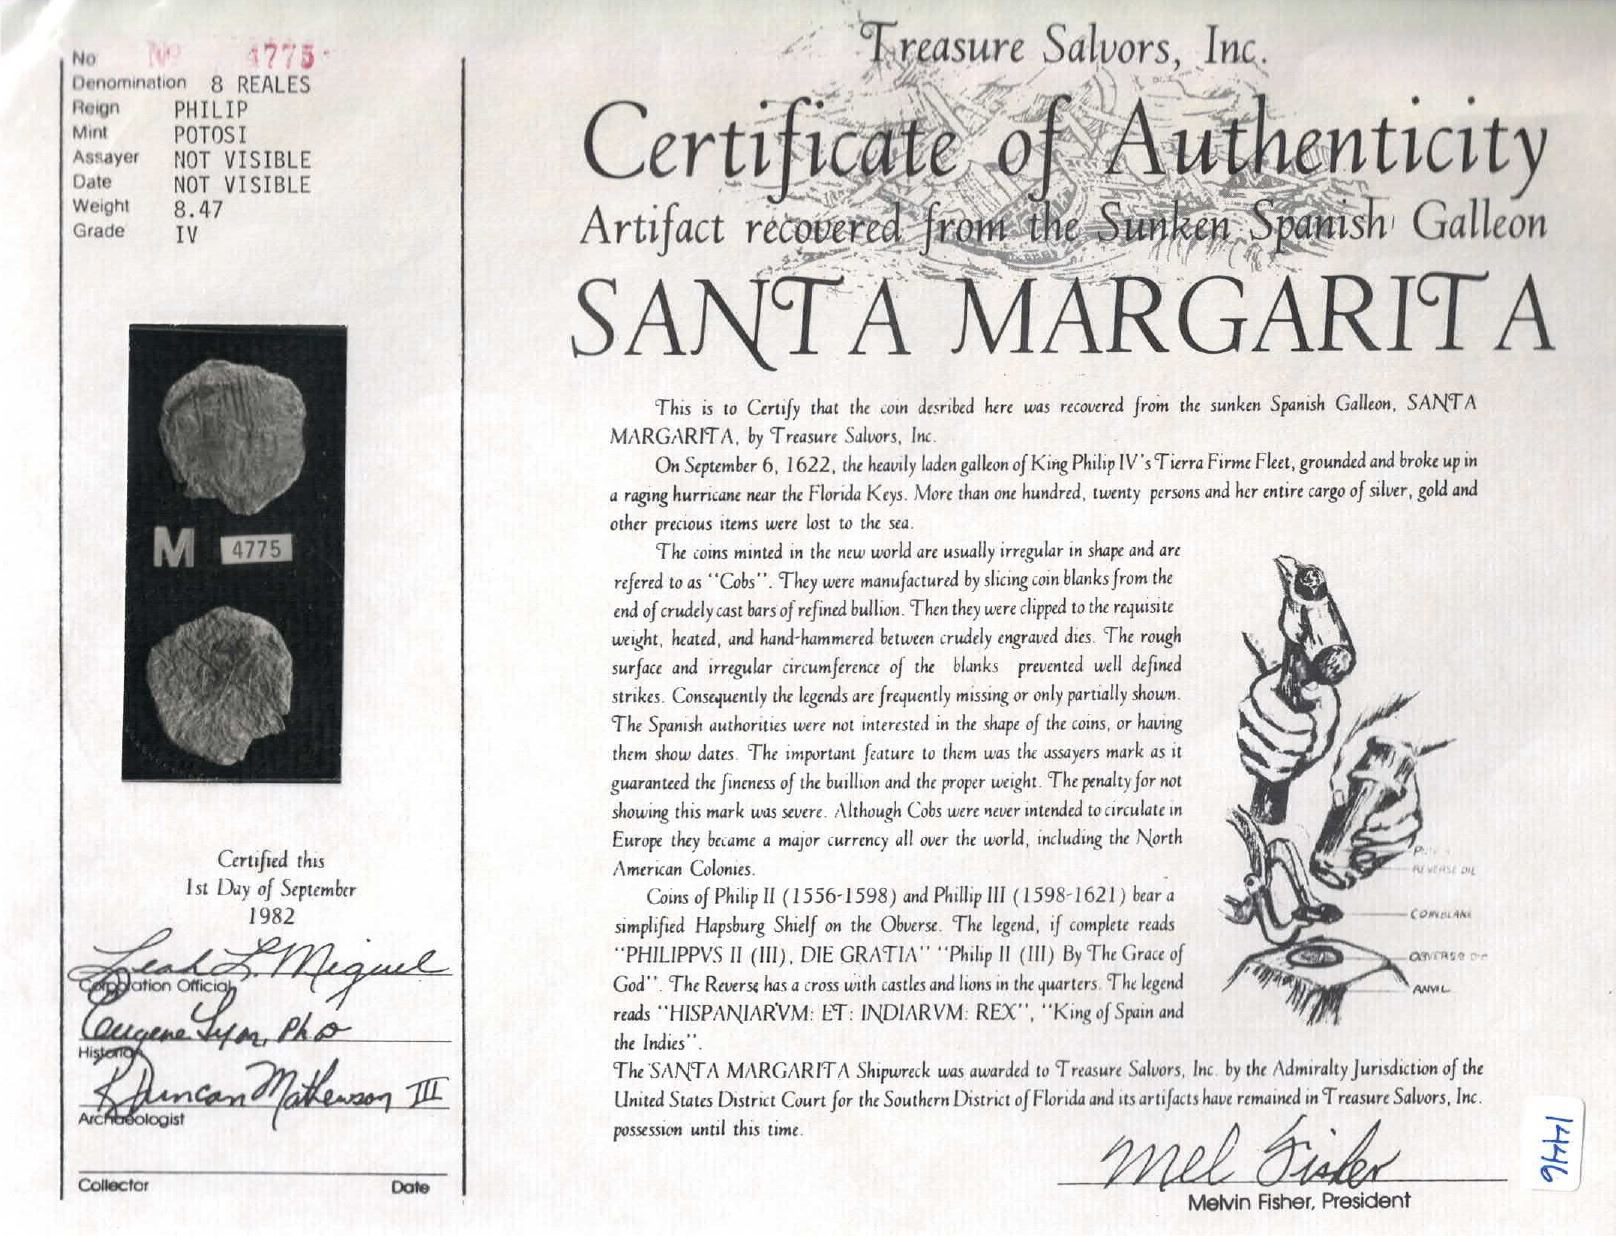 No Nº 4775
Denomination 8 REALES
Reign PHILIP
Mint POTOSI
Assayer NOT VISIBLE
Date NOT VISIBLE
Weight 8.47
Grade IV
M 4775
Certified this
1st Day of September
1982
Leah L. Miguel
Corporation Official
Eugene Lyon, Ph D
Historian
R Duncan Mathewson III
Archaeologist
Collector Date
Treasure Salvors, Inc.
Certificate of Authenticity
Artifact recovered from the Sunken Spanish Galleon
SANTA MARGARITA
This is to Certify that the coin desribed here was recovered from the sunken Spanish Galleon, SANTA
MARGARITA, by Treasure Salvors, Inc.
On September 6, 1622, the heavily laden galleon of King Philip IV's Tierra Firme Fleet, grounded and broke up in
a raging hurricane near the Florida Keys. More than one hundred, twenty persons and her entire cargo of silver, gold and
other precious items were lost to the sea.
The coins minted in the new world are usually irregular in shape and are
refered to as "Cobs". They were manufactured by slicing coin blanks from the
end of crudely cast bars of refined bullion. Then they were clipped to the requisite
weight, heated, and hand-hammered between crudely engraved dies. The rough
surface and irregular circumference of the blanks prevented well defined
strikes. Consequently the legends are frequently missing or only partially shown.
The Spanish authorities were not interested in the shape of the coins, or having
them show dates. The important feature to them was the assayers mark as it
guaranteed the fineness of the buillion and the proper weight. The penalty for not
showing this mark was severe. Although Cobs were never intended to circulate in
Europe they became a major currency all over the world, including the North
American Colonies.
Coins of Philip II (1556-1598) and Phillip III (1598-1621) bear a
simplified Hapsburg Shielf on the Obverse. The legend, if complete reads
"PHILIPPVS II (III), DIE GRATIA" "Philip II (III) By The Grace of
God". The Reverse has a cross with castles and lions in the quarters. The legend
reads "HISPANIARVM: ET: INDIARVM: REX", "King of Spain and
the Indies".
REVERSE DIE
COIN BLANK
OBVERSE
ANVIL
The SANTA MARGARITA Shipwreck was awarded to Treasure Salvors, Inc. by the Admiralty Jurisdiction of the
United States District Court for the Southern District of Florida and its artifacts have remained in Treasure Salvors, Inc.
possession until this time.
Mel Fisher
Melvin Fisher, President
1446